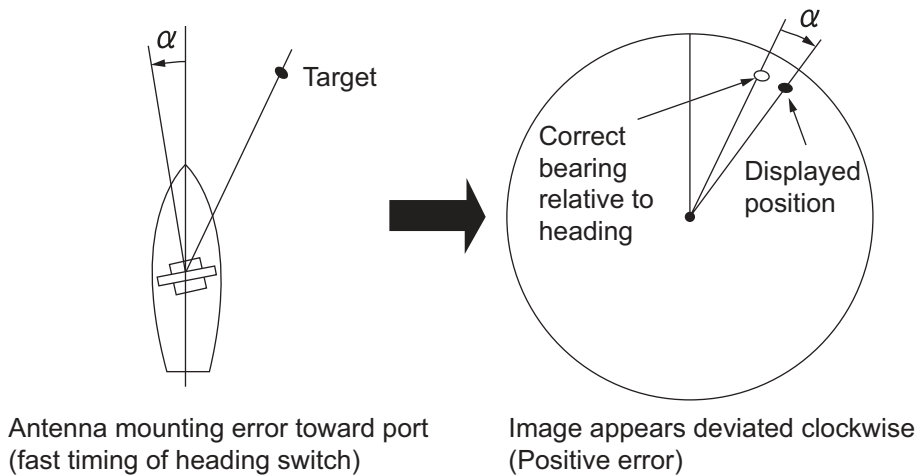 α
Target
Antenna mounting error toward port
(fast timing of heading switch)
α
Correct
bearing
relative to
heading
Displayed
position
Image appears deviated clockwise
(Positive error)